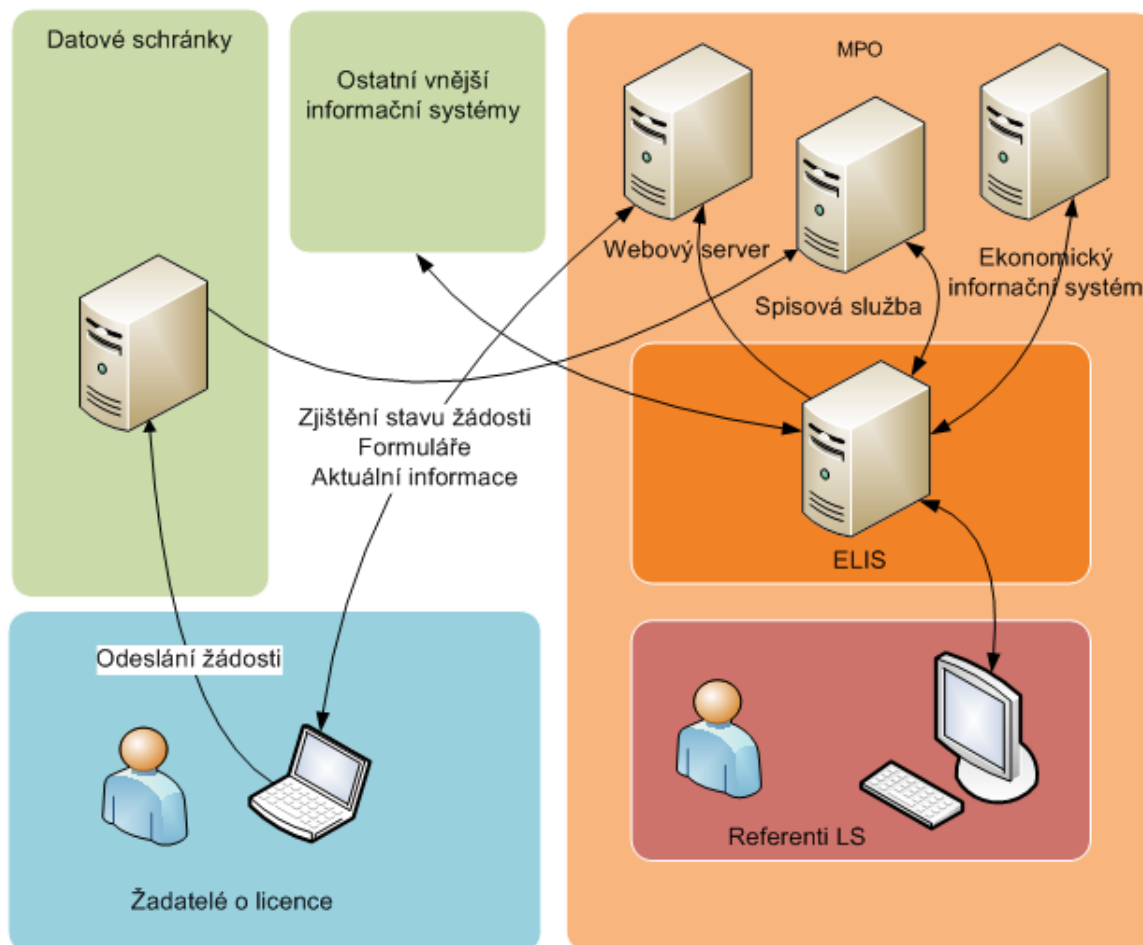 Datové schránky
Ostatní vnější
informační systémy
MPO
Webový server
Spisová služba
Ekonomický
infornační systém
Zjištění stavu žádosti
Formuláře
Aktuální informace
ELIS
Odeslání žádosti
Referenti LS
Žadatelé o licence